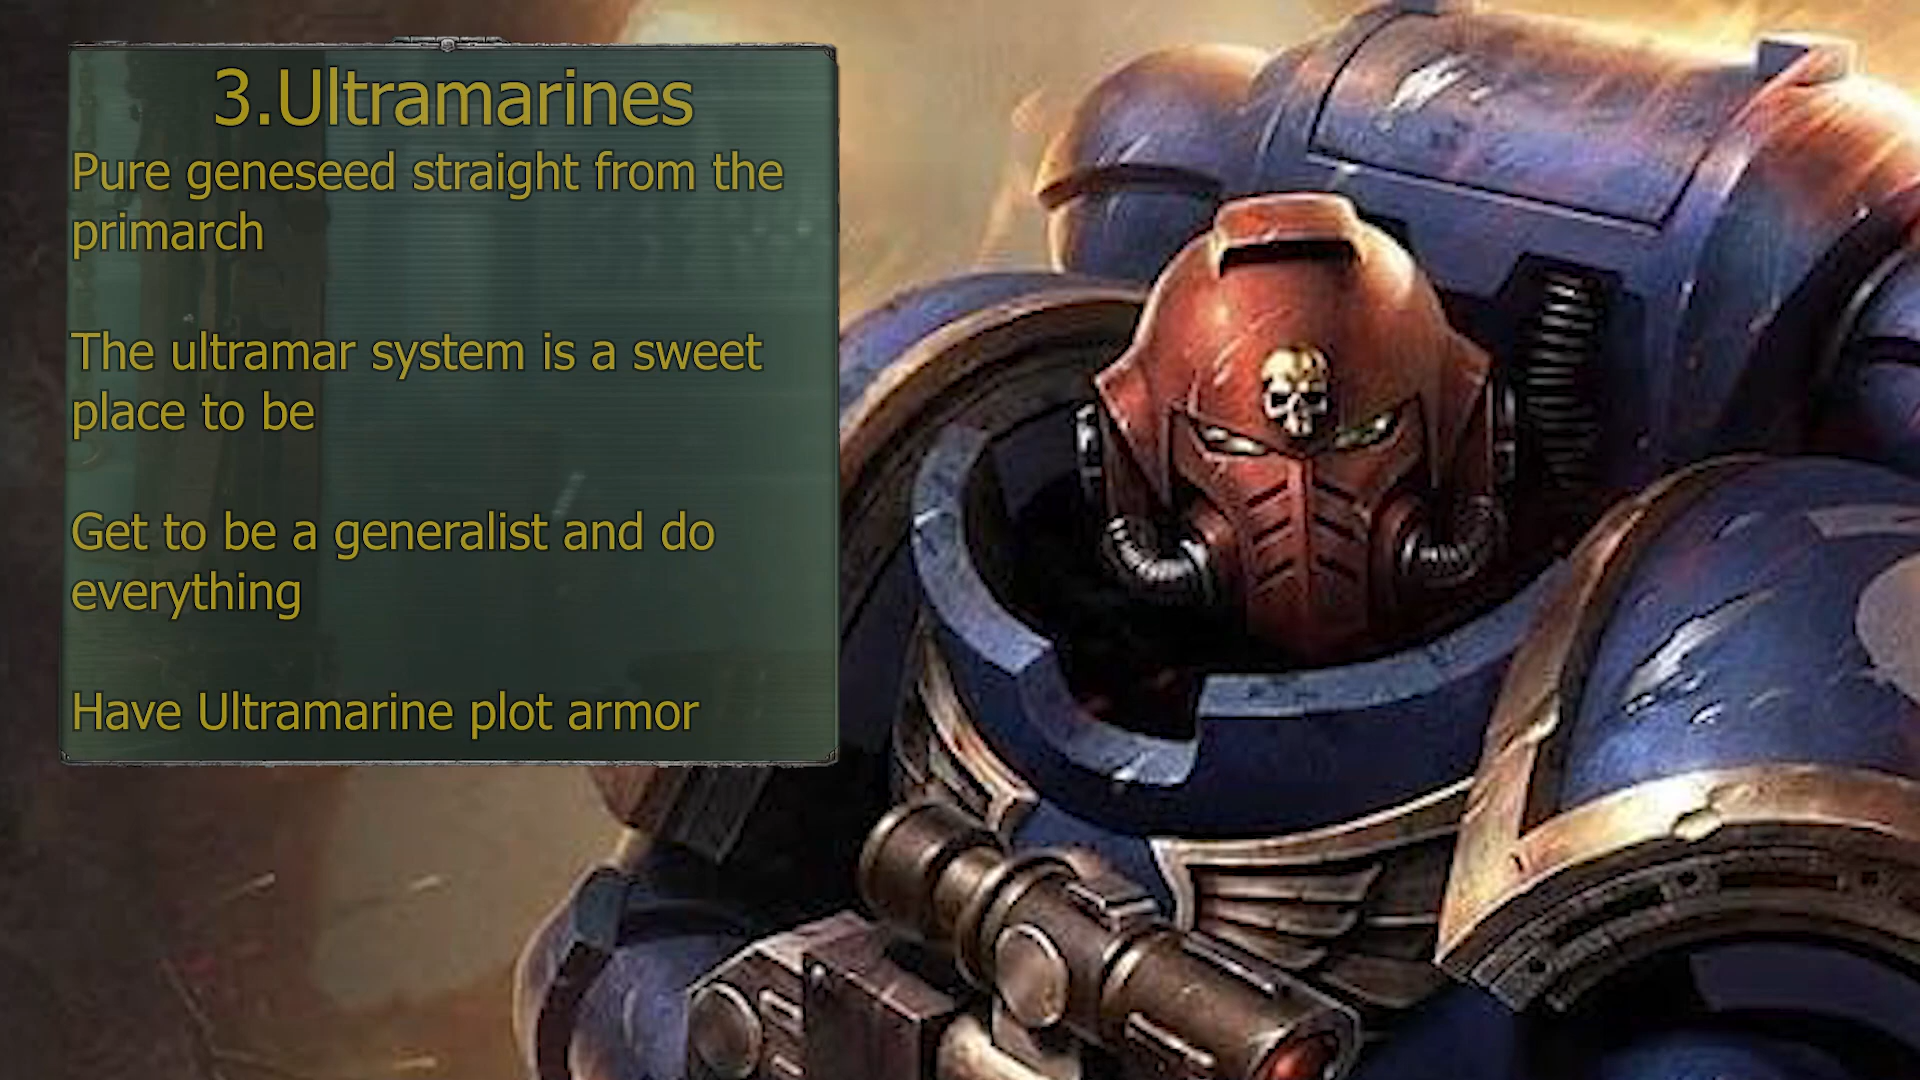 3.Ultramarines
Pure geneseed straight from the
primarch
The ultramar system is a sweet
place to be
Get to be a generalist and do
everything
Have Ultramarine plot armor